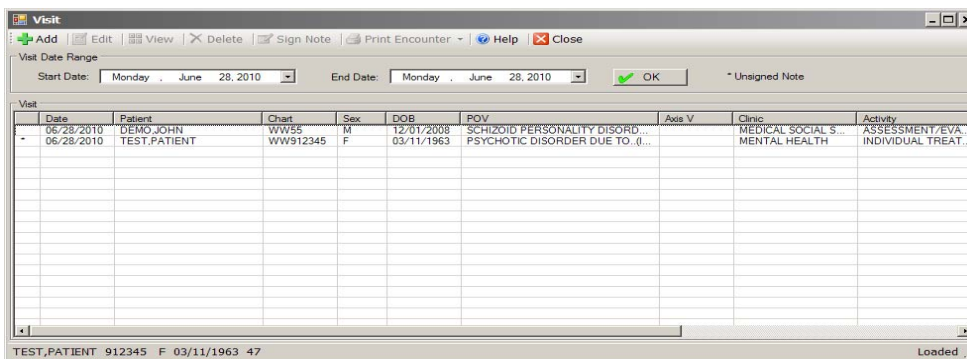 Visit
Add Edit View Delete Sign Note Print Encounter Help Close
Visit Date Range
Start Date: Monday , June 28, 2010 End Date: Monday , June 28, 2010 OK * Unsigned Note
Visit
Date Patient Chart Sex DOB POV Axis V Clinic Activity
06/28/2010 DEMO,JOHN WW55 M 12/01/2008 SCHIZOID PERSONALITY DISORD... MEDICAL SOCIAL S... ASSESSMENT/EVA...
* 06/28/2010 TEST,PATIENT WW912345 F 03/11/1963 PSYCHOTIC DISORDER DUE TO..(I... MENTAL HEALTH INDIVIDUAL TREAT...
TEST,PATIENT 912345 F 03/11/1963 47 Loaded